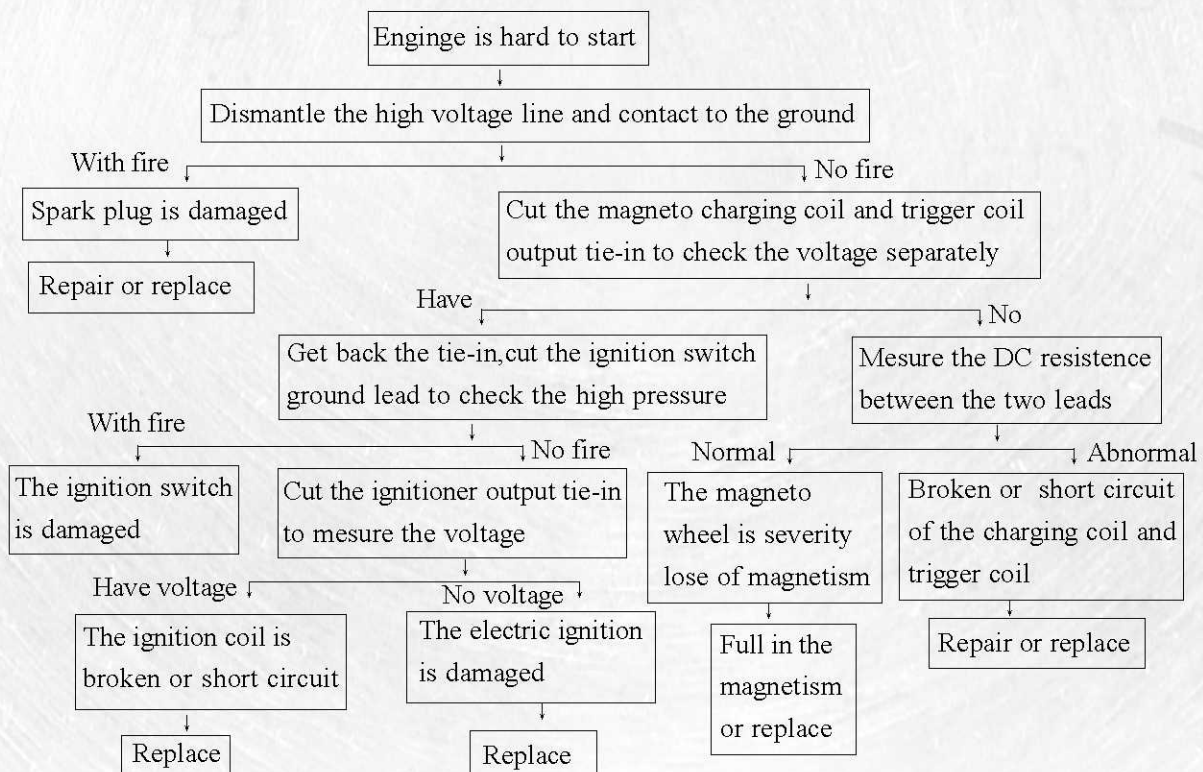 Enginge is hard to start
Dismantle the high voltage line and contact to the ground
With fire
No fire
Spark plug is damaged
Repair or replace
Cut the magneto charging coil and trigger coil
output tie-in to check the voltage separately
Have
No
Get back the tie-in,cut the ignition switch
ground lead to check the high pressure
Mesure the DC resistence
between the two leads
With fire
No fire
Normal
Abnormal
The ignition switch
is damaged
Cut the ignitioner output tie-in
to mesure the voltage
The magneto
wheel is severity
lose of magnetism
Broken or short circuit
of the charging coil and
trigger coil
Have voltage
No voltage
The ignition coil is
broken or short circuit
The electric ignition
is damaged
Full in the
magnetism
or replace
Repair or replace
Replace
Replace